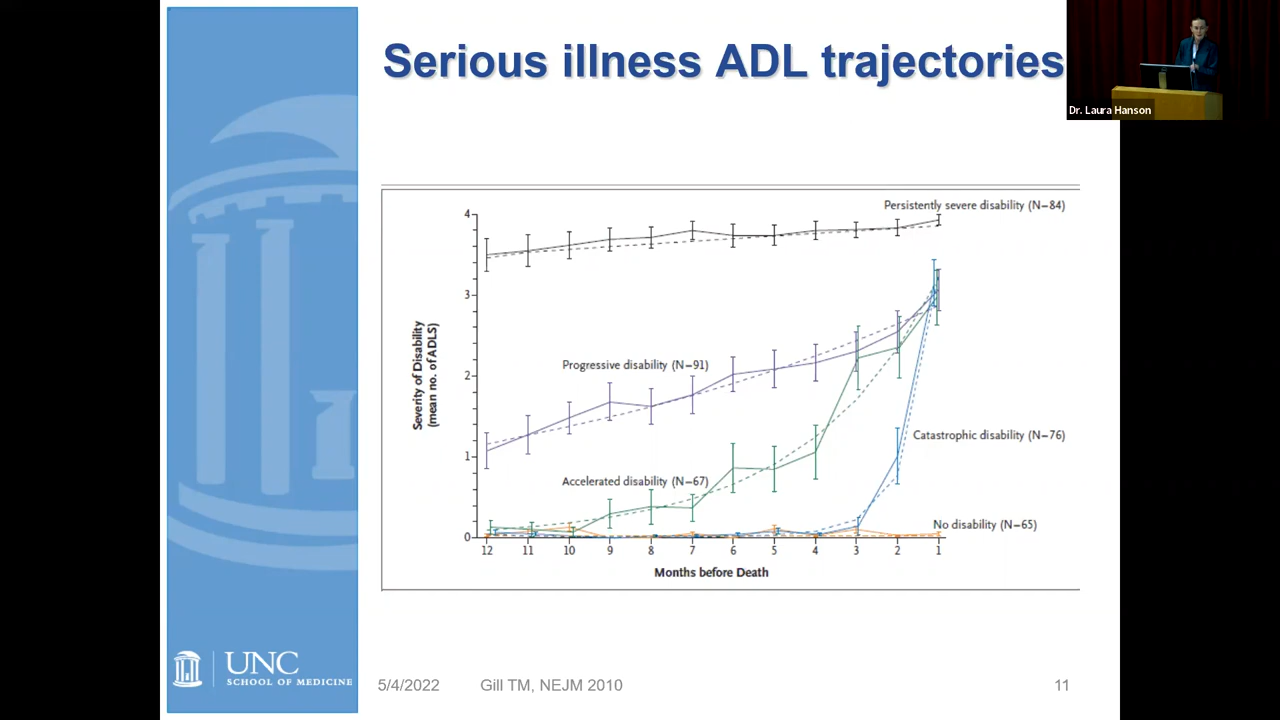 Serious illness ADL trajectories
Dr. Laura Hanson
Persistently severe disability (N=84)
4
3
2
1
0
Severity of Disability
(mean no. of ADLS)
Progressive disability (N=91)
Catastrophic disability (N=76)
Accelerated disability (N=67)
No disability (N=65)
12 11 10 9 8 7 6 5 4 3 2 1
Months before Death
UNC
SCHOOL OF MEDICINE
5/4/2022 Gill TM, NEJM 2010 11